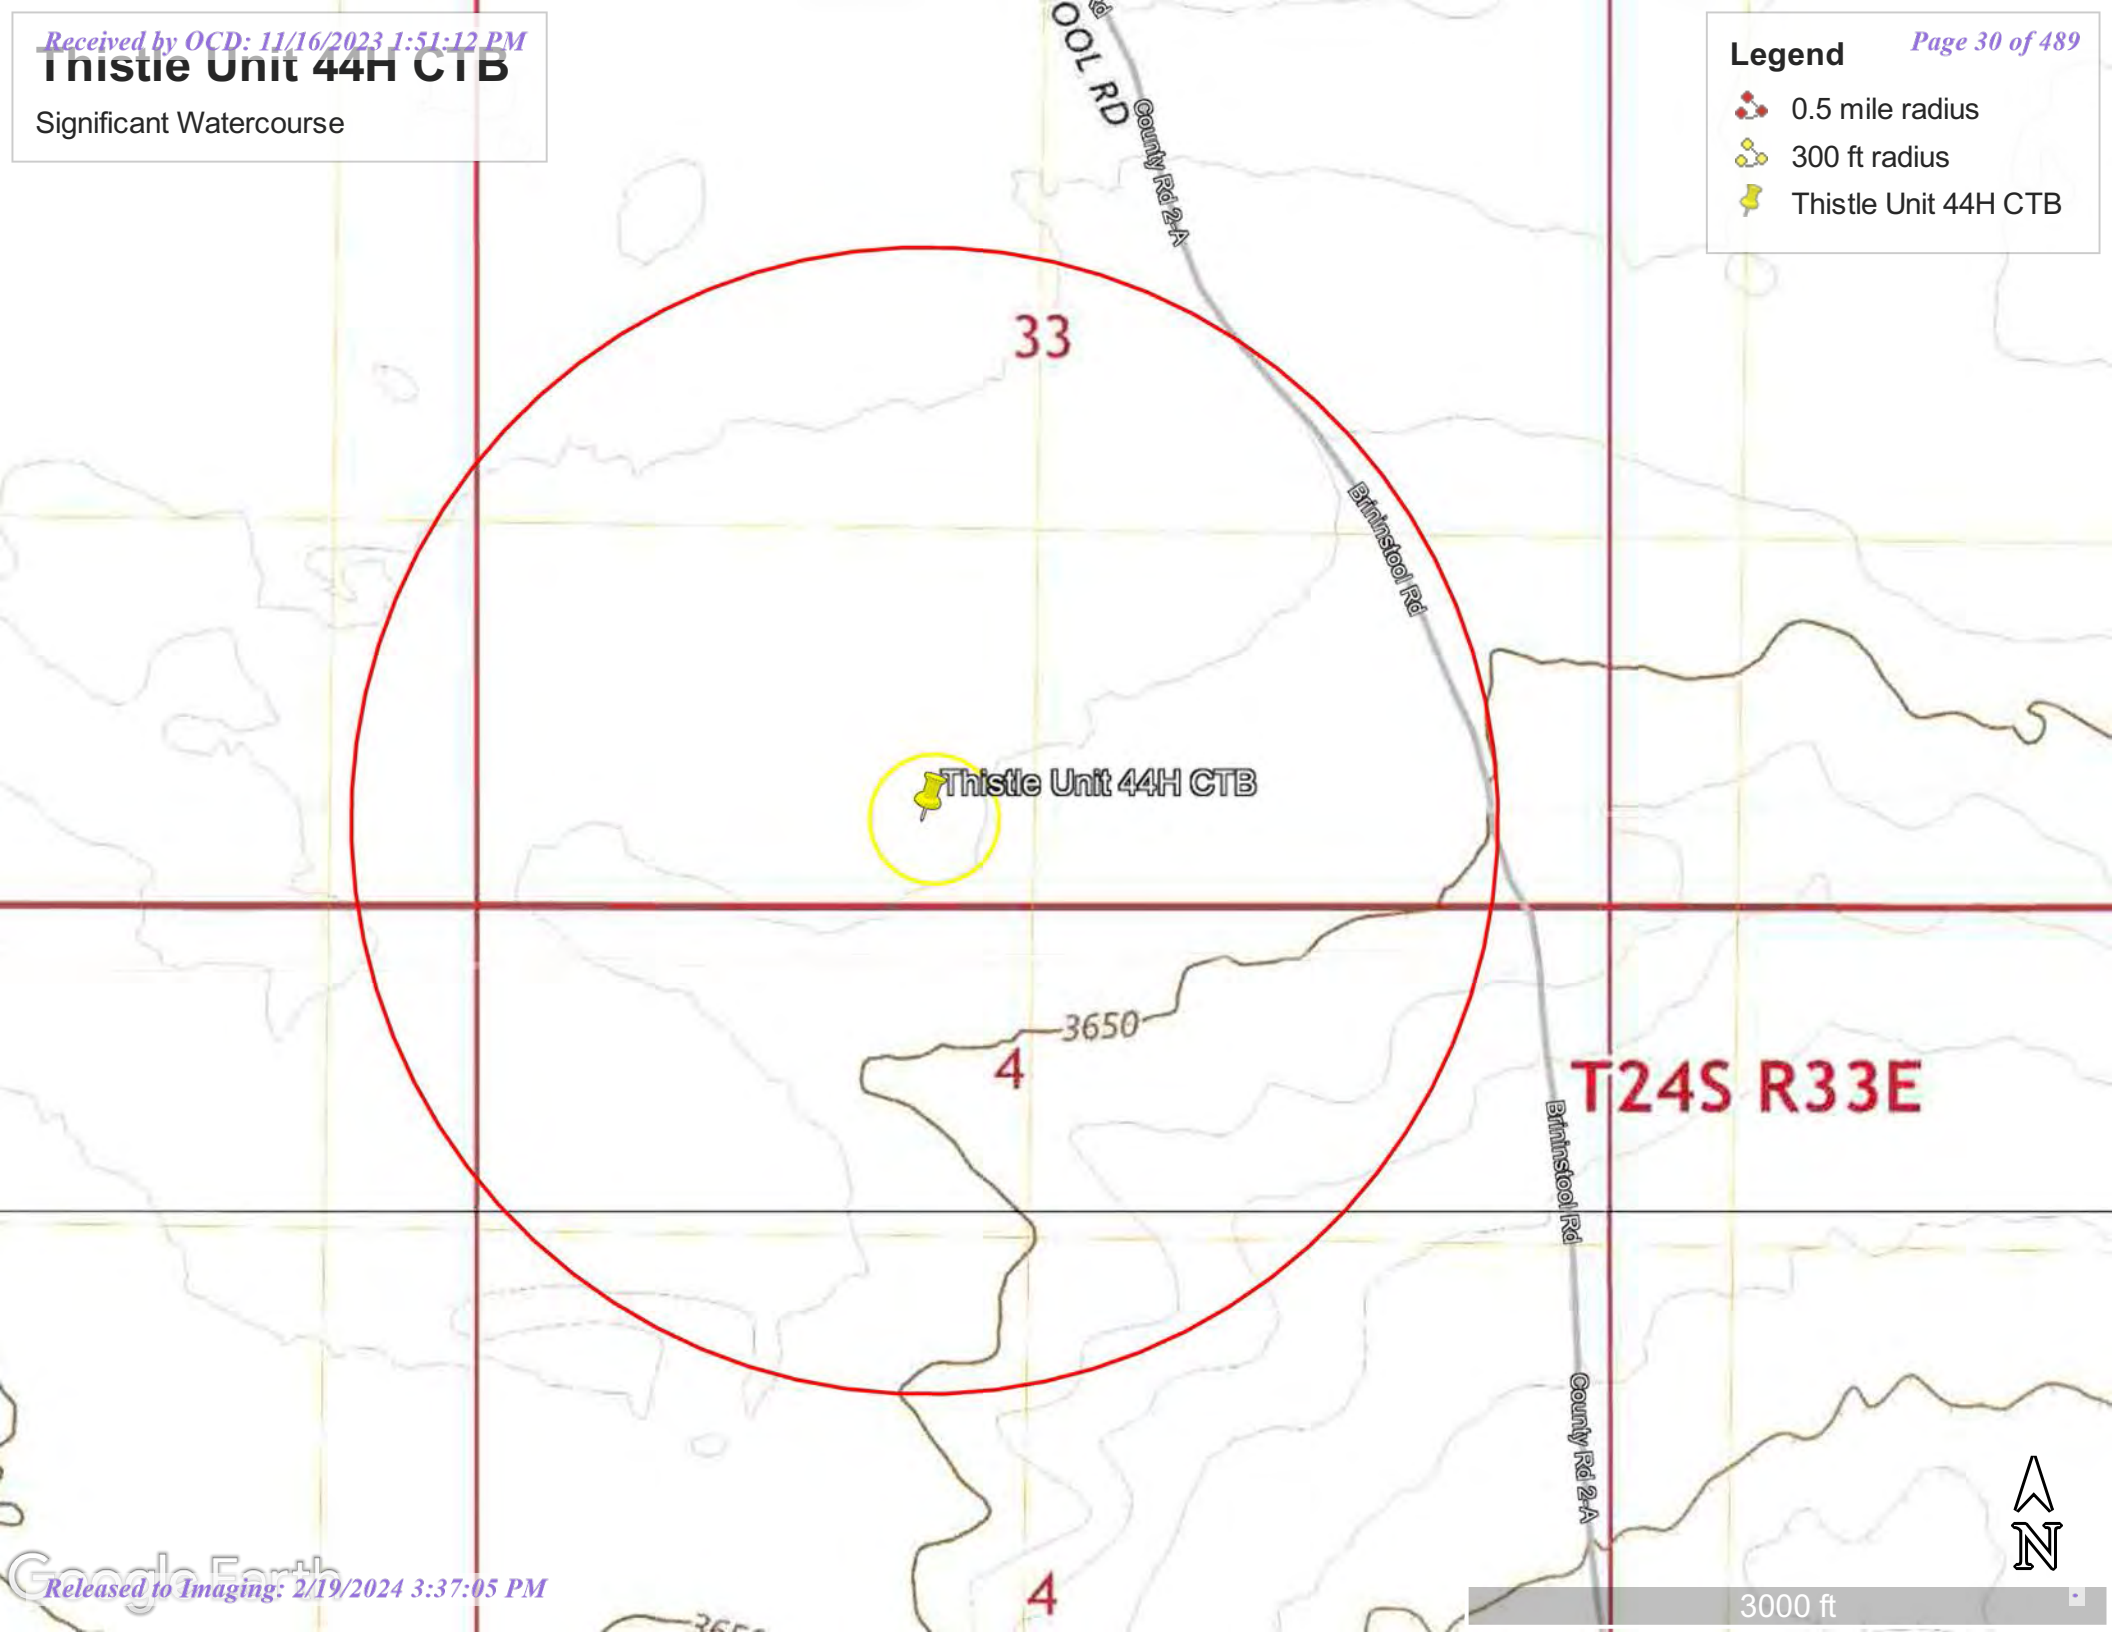 Received by OCD: 11/16/2023 1:51:12 PM
Page 30 of 489
Thistle Unit 44H CTB
Significant Watercourse
Legend
0.5 mile radius
300 ft radius
Thistle Unit 44H CTB
Rd
OOL RD
County Rd 2-A
33
Brininstool Rd
Thistle Unit 44H CTB
3650
4
T24S R33E
Brininstool Rd
County Rd 2-A
N
Google Earth
Released to Imaging: 2/19/2024 3:37:05 PM
4
3000 ft